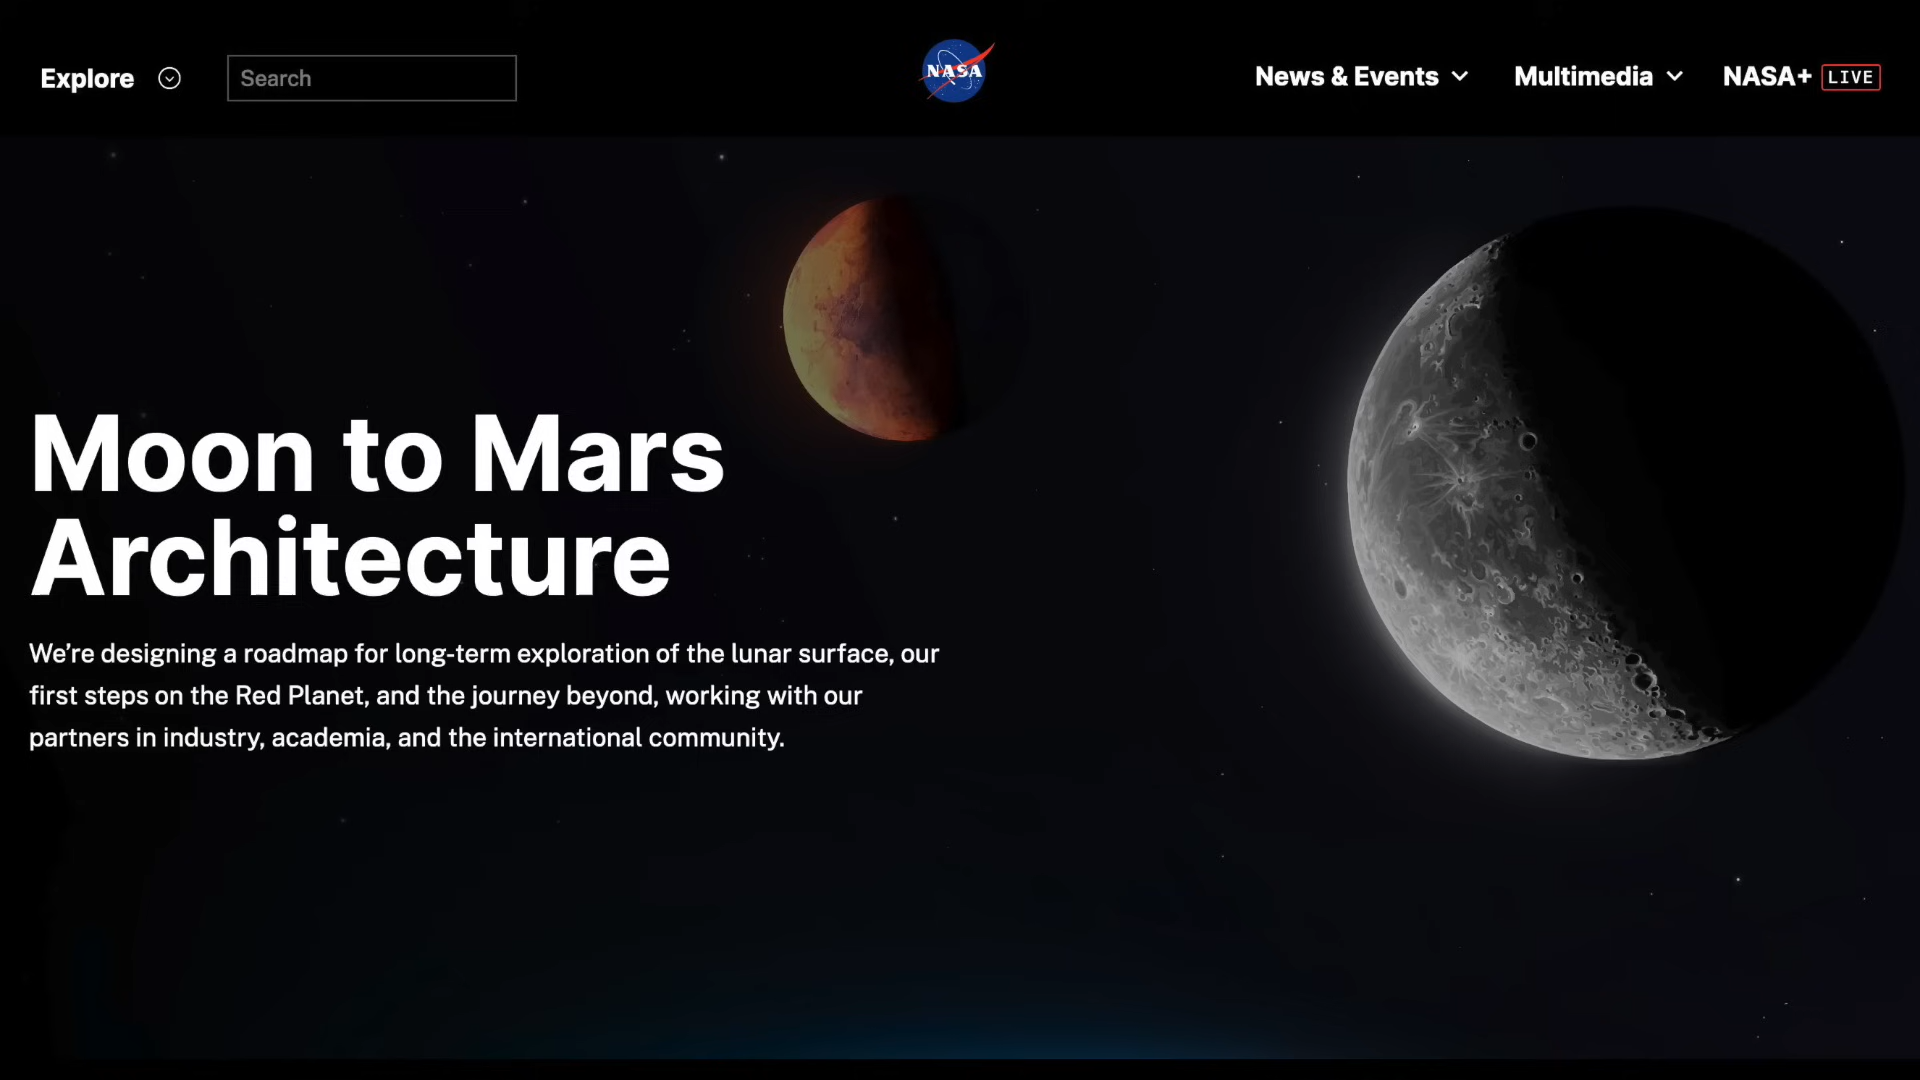 Explore
Search
NASA
News & Events
Multimedia
NASA+ LIVE
Moon to Mars
Architecture
We’re designing a roadmap for long-term exploration of the lunar surface, our
first steps on the Red Planet, and the journey beyond, working with our
partners in industry, academia, and the international community.